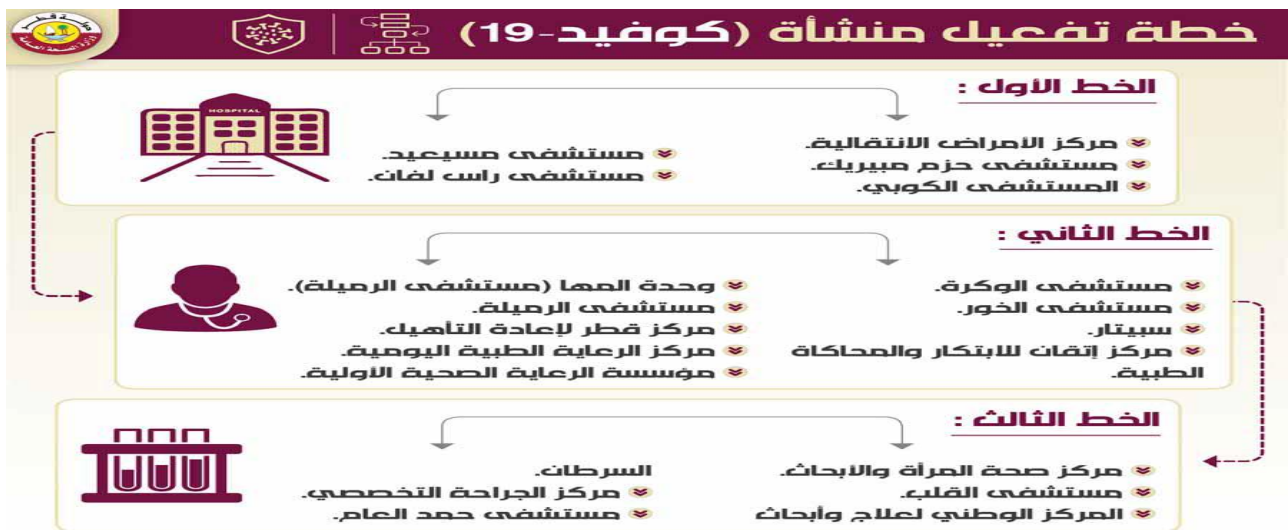 خطة تفعيل منشأة (كوفيد-19)
الخط الأول :
مركز الأمراض الانتقالية.
مستشفى حزم مبيريك.
المستشفى الكوبي.
مستشفى مسيعيد.
مستشفى راس لفان.
HOSPITAL
الخط الثاني :
مستشفى الوكرة.
مستشفى الخور.
سبيتار.
مركز إتقان للابتكار والمحاكاة
الطبية.
وحدة المها (مستشفى الرميلة).
مستشفى الرميلة.
مركز قطر لإعادة التأهيل.
مركز الرعاية الطبية اليومية.
مؤسسة الرعاية الصحية الأولية.
الخط الثالث :
مركز صحة المرأة والأبحاث.
مستشفى القلب.
المركز الوطني لعلاج وأبحاث
السرطان.
مركز الجراحة التخصصي.
مستشفى حمد العام.